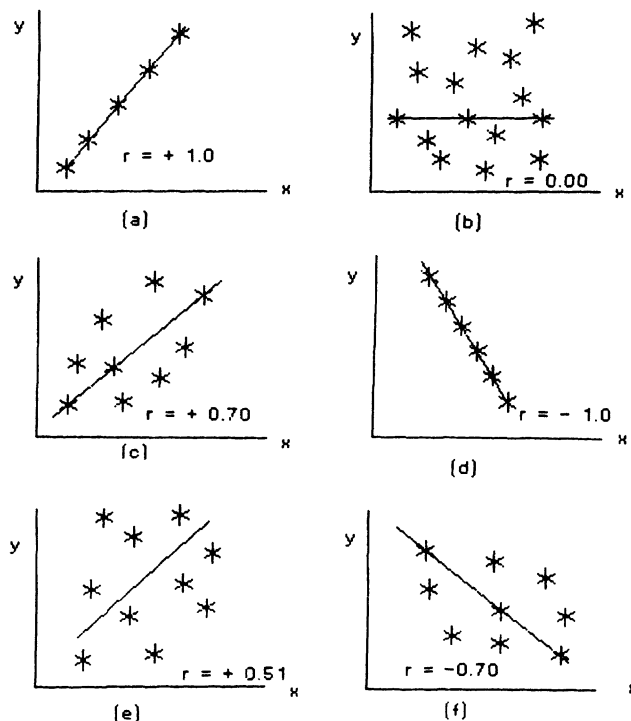 y
r = + 1.0
x
(a)
y
r = 0.00
x
(b)
y
r = + 0.70
x
(c)
y
r = - 1.0
x
(d)
y
r = + 0.51
x
(e)
y
r = -0.70
(f)